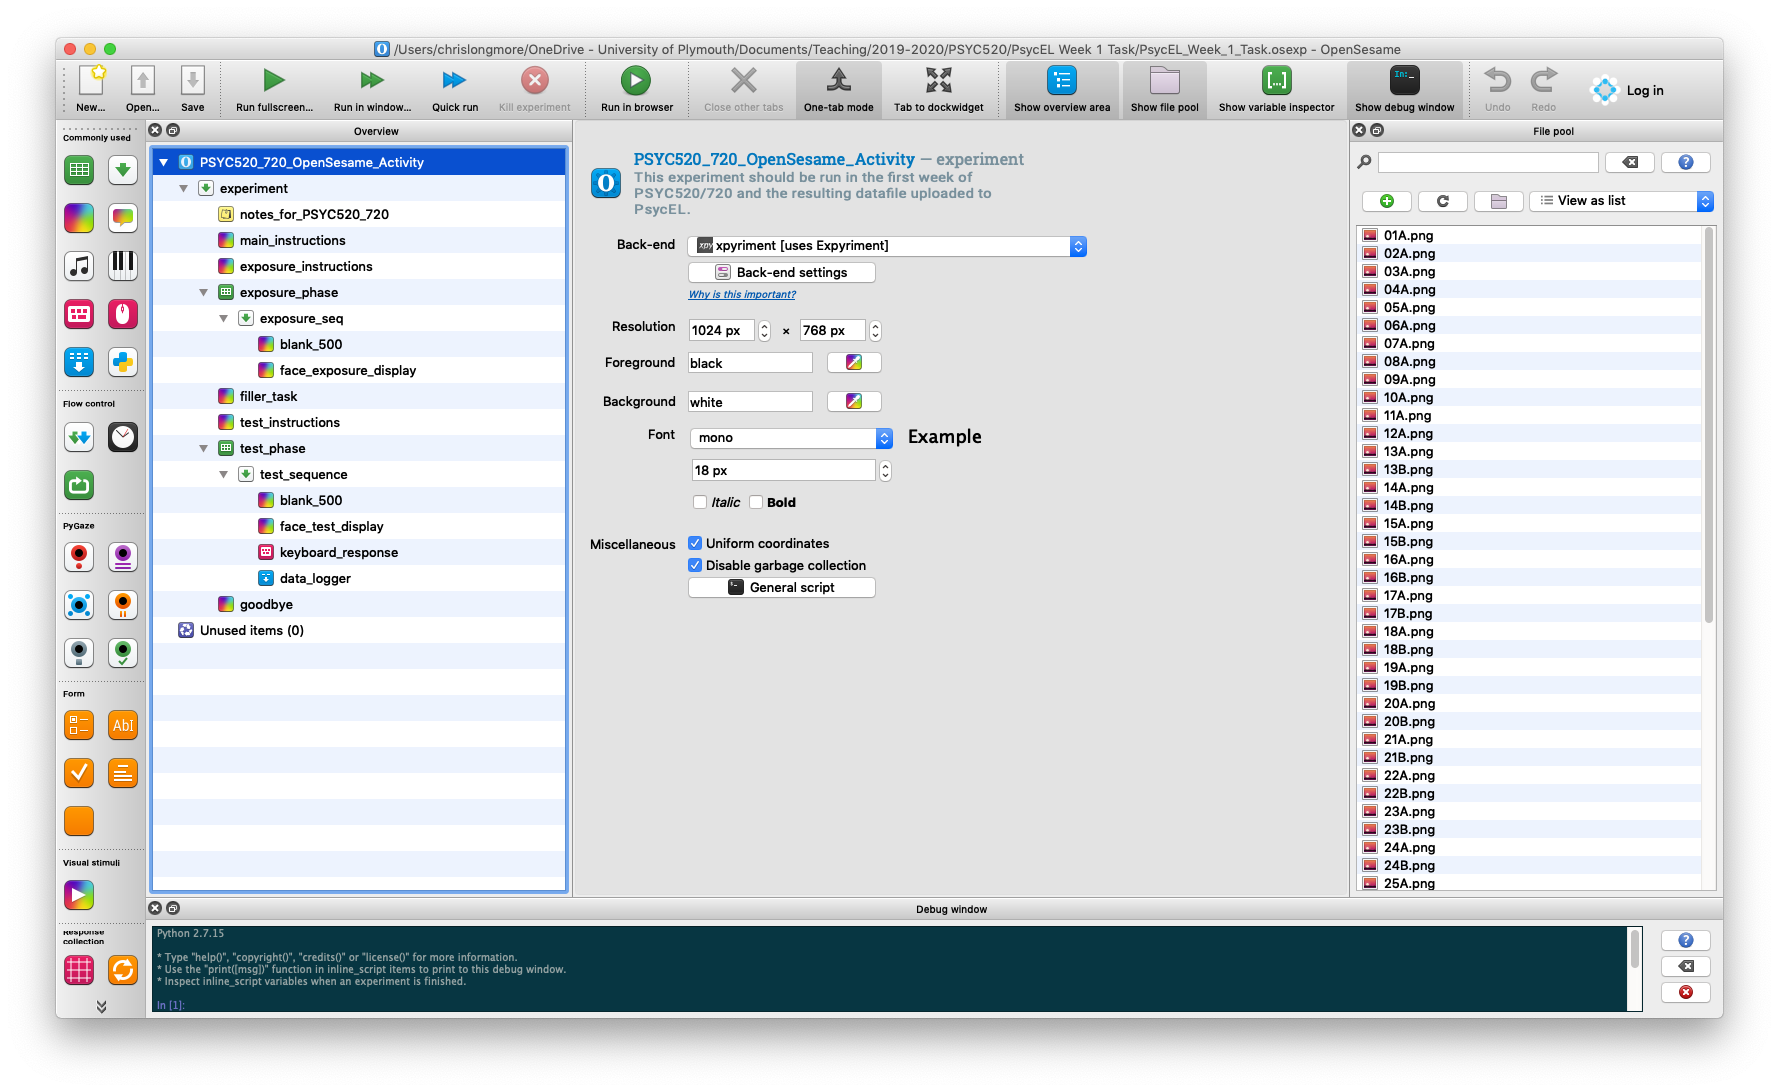 /Users/chrislongmore/OneDrive - University of Plymouth/Documents/Teaching/2019-2020/PSYC520/PsycEL Week 1 Task/PsycEL_Week_1_Task.osexp - OpenSesame
New... Open... Save Run fullscreen... Run in window... Quick run Kill experiment Run in browser Close other tabs One-tab mode Tab to dockwidget Show overview area Show file pool Show variable inspector Show debug window Undo Redo Log in
Commonly used
Flow control
PyGaze
Form
AbI
Visual stimuli
Response collection
Overview
PSYC520_720_OpenSesame_Activity
experiment
notes_for_PSYC520_720
main_instructions
exposure_instructions
exposure_phase
exposure_seq
blank_500
face_exposure_display
filler_task
test_instructions
test_phase
test_sequence
blank_500
face_test_display
keyboard_response
data_logger
goodbye
Unused items (0)
PSYC520_720_OpenSesame_Activity — experiment
This experiment should be run in the first week of
PSYC520/720 and the resulting datafile uploaded to
PsycEL.
Back-end xpy xpyriment [uses Expyriment]
Back-end settings
Why is this important?
Resolution 1024 px × 768 px
Foreground black
Background white
Font mono Example
18 px
Italic Bold
Miscellaneous Uniform coordinates
Disable garbage collection
General script
File pool
View as list
01A.png
02A.png
03A.png
04A.png
05A.png
06A.png
07A.png
08A.png
09A.png
10A.png
11A.png
12A.png
13A.png
13B.png
14A.png
14B.png
15A.png
15B.png
16A.png
16B.png
17A.png
17B.png
18A.png
18B.png
19A.png
19B.png
20A.png
20B.png
21A.png
21B.png
22A.png
22B.png
23A.png
23B.png
24A.png
24B.png
25A.png
Debug window
Python 2.7.15
* Type "help()", "copyright()", "credits()" or "license()" for more information.
* Use the "print([msg])" function in inline_script items to print to this debug window.
* Inspect inline_script variables when an experiment is finished.
In [1]: